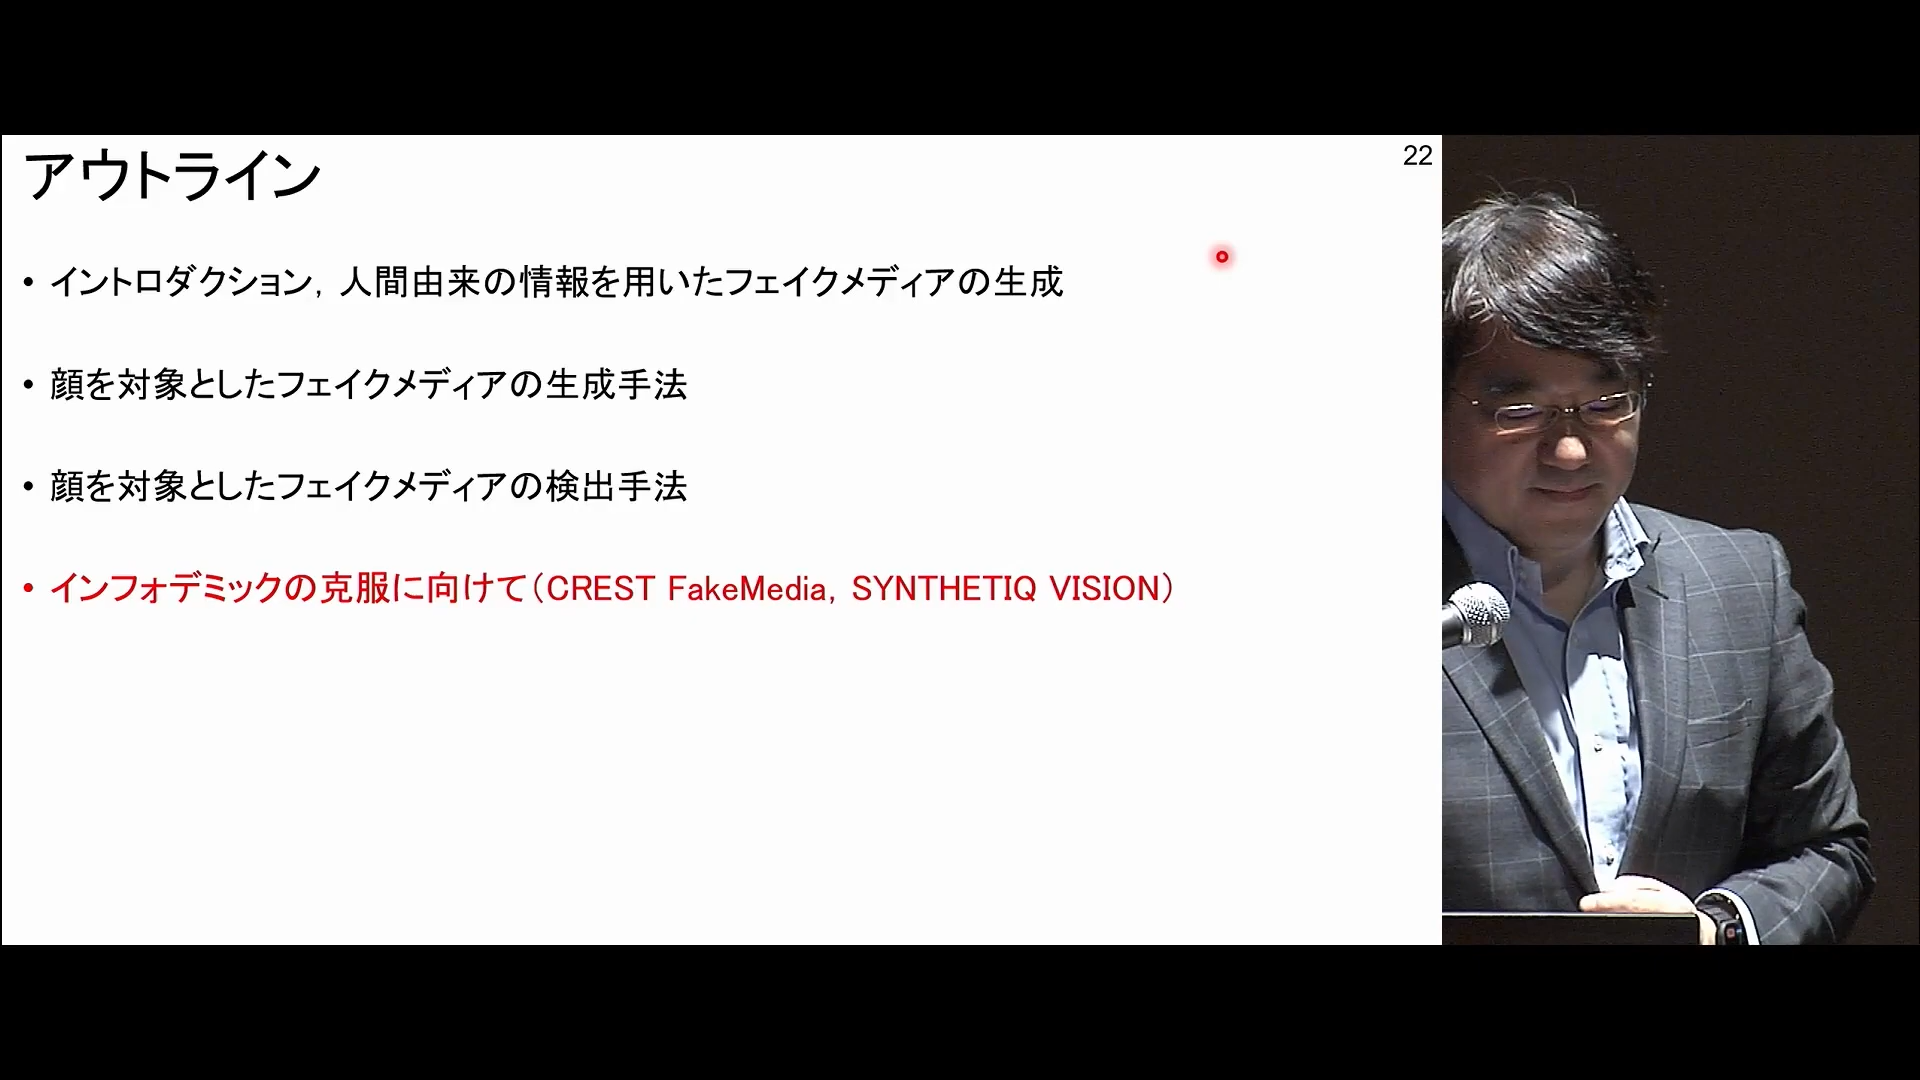 アウトライン
22
• イントロダクション，人間由来の情報を用いたフェイクメディアの生成
• 顔を対象としたフェイクメディアの生成手法
• 顔を対象としたフェイクメディアの検出手法
• インフォデミックの克服に向けて（CREST FakeMedia，SYNTHETIQ VISION）